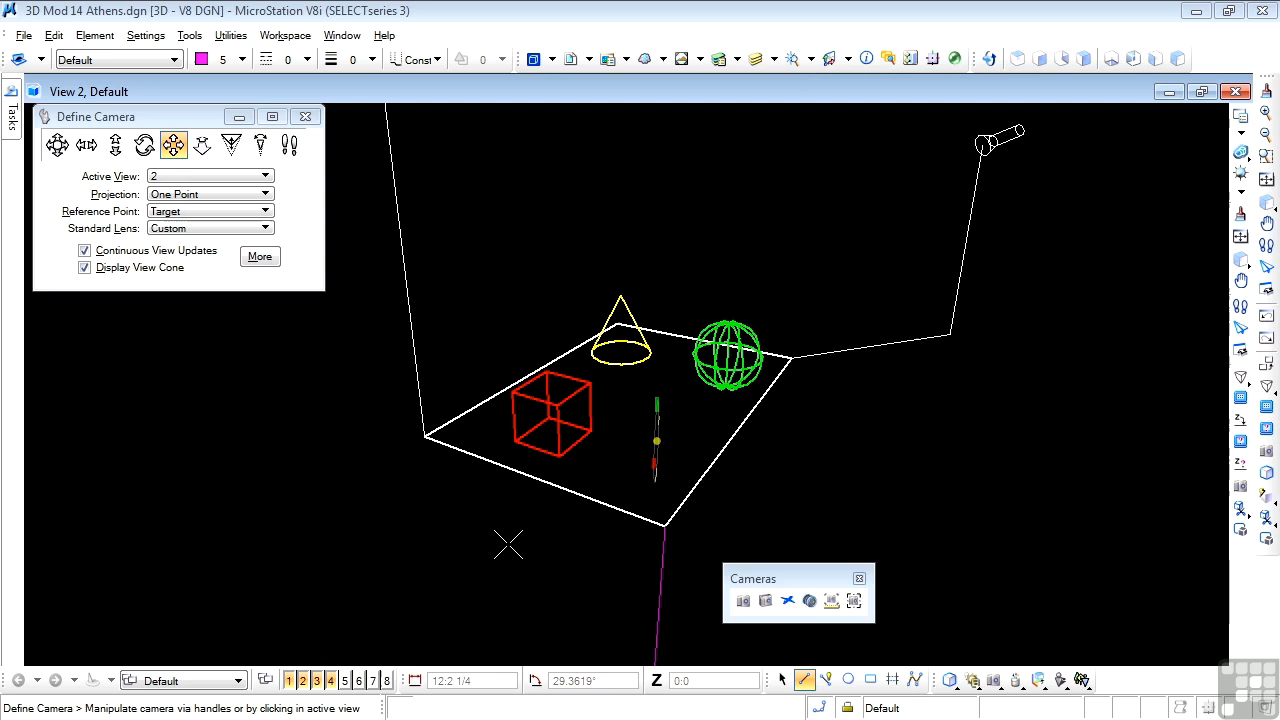 3D Mod 14 Athens.dgn [3D - V8 DGN] - MicroStation V8i (SELECTseries 3)
File Edit Element Settings Tools Utilities Workspace Window Help
Default 5 0 0 Const 0
Tasks
View 2, Default
Define Camera
Active View: 2
Projection: One Point
Reference Point: Target
Standard Lens: Custom
Continuous View Updates
Display View Cone
More
Cameras
Default 1 2 3 4 5 6 7 8 12:2 1/4 29.3619° Z 0:0
Define Camera > Manipulate camera via handles or by clicking in active view
Default